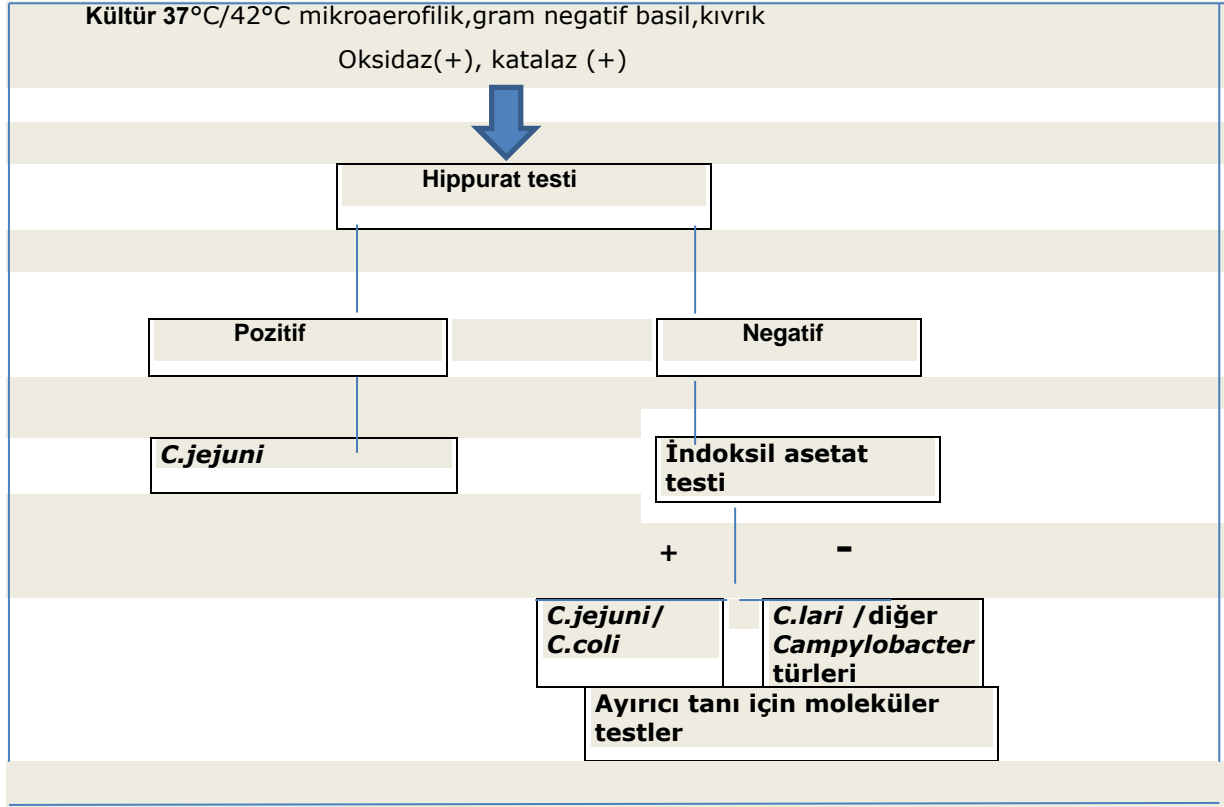 Kültür 37°C/42°C mikroaerofilik,gram negatif basil,kıvrık
Oksidaz(+), katalaz (+)
Hippurat testi
Pozitif
Negatif
C.jejuni
İndoksil asetat
testi
+
-
C.jejuni/
C.coli
C.lari /diğer
Campylobacter
türleri
Ayırıcı tanı için moleküler
testler